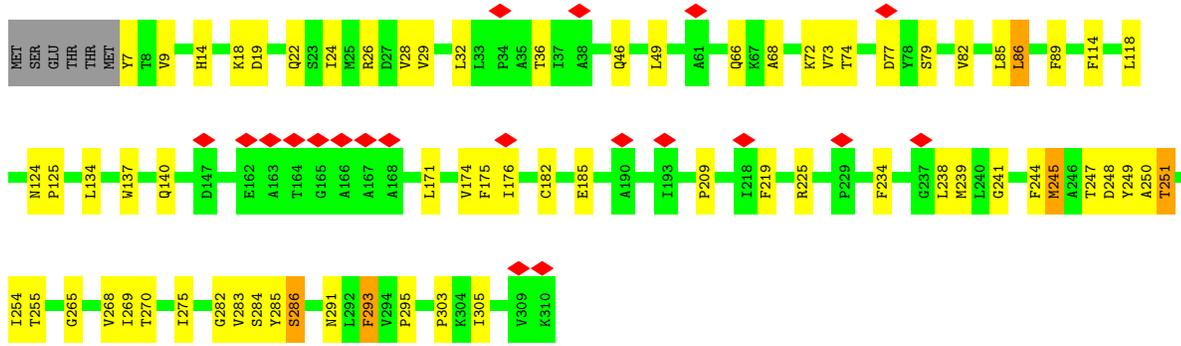 MET SER GLU THR THR MET Y7 T8 V9 H14 K18 D19 Q22 S23 I24 M25 R26 D27 V28 V29 L32 L33 P34 A35 T36 I37 A38 Q46 L49 A61 Q66 K67 A68 K72 V73 T74 D77 Y78 S79 V82 L85 L86 F89 F114 L118
N124 P125 L134 W137 Q140 D147 E162 A163 T164 G165 A166 A167 A168 L171 V174 F175 I176 C182 E185 A190 I193 P209 I218 F219 R225 P229 F234 G237 L238 M239 L240 G241 F244 M245 A246 T247 D248 Y249 A250 T251
I254 T255 G265 V268 I269 T270 I275 G282 V283 S284 Y285 S286 N291 L292 F293 V294 P295 P303 K304 I305 V309 K310